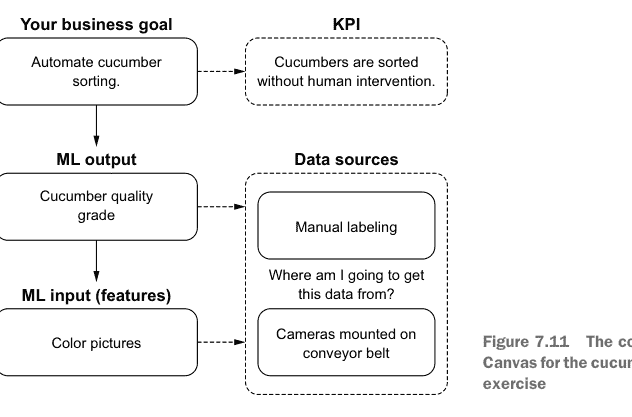 Your business goal
KPI
Automate cucumber
sorting.
Cucumbers are sorted
without human intervention.
ML output
Data sources
Cucumber quality
grade
Manual labeling
Where am I going to get
this data from?
ML input (features)
Color pictures
Cameras mounted on
conveyor belt
Figure 7.11 The
Canvas for the
exercise